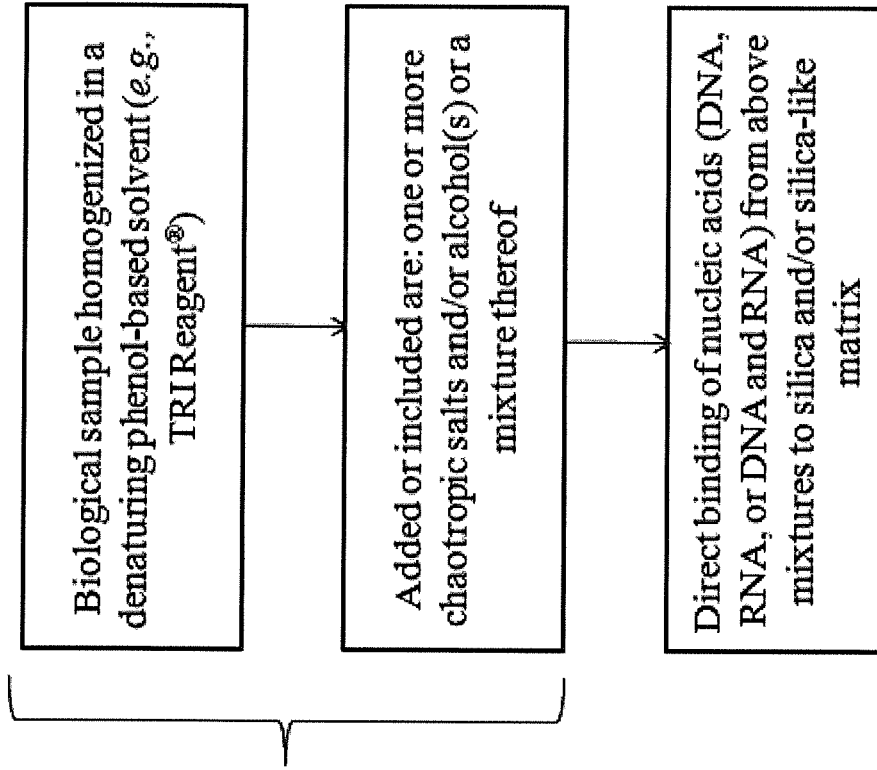 Biological sample homogenized in a
denaturing phenol-based solvent (e.g.,
TRI Reagent®)
Added or included are: one or more
chaotropic salts and/or alcohol(s) or a
mixture thereof
Direct binding of nucleic acids (DNA,
RNA, or DNA and RNA) from above
mixtures to silica and/or silica-like
matrix